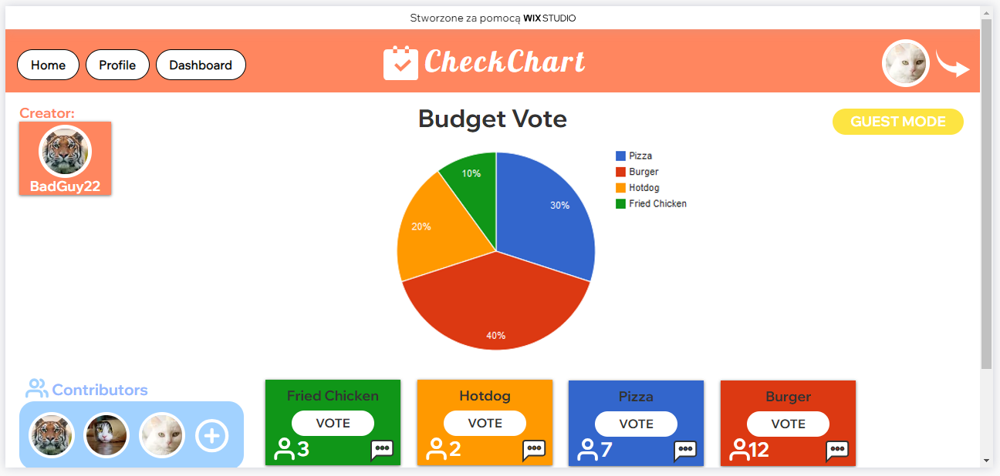 Stworzone za pomocą WIX STUDIO
Home
Profile
Dashboard
CheckChart
Creator:
BadGuy22
Budget Vote
GUEST MODE
Pizza
Burger
Hotdog
Fried Chicken
10%
30%
20%
40%
Contributors
Fried Chicken
VOTE
3
Hotdog
VOTE
2
Pizza
VOTE
7
Burger
VOTE
12